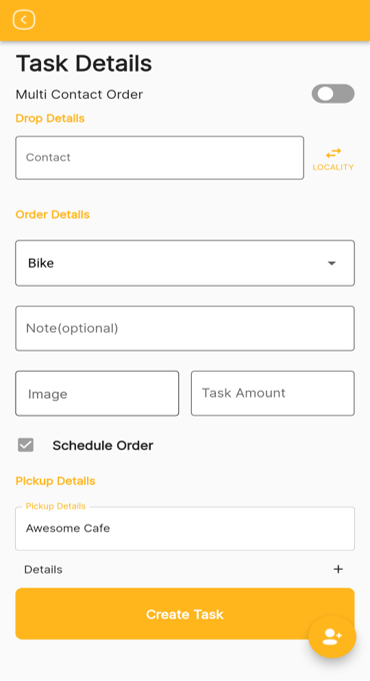 Task Details
Multi Contact Order
Drop Details
Contact
LOCALITY
Order Details
Bike
Note(optional)
Image
Task Amount
Schedule Order
Pickup Details
Pickup Details
Awesome Cafe
Details
Create Task